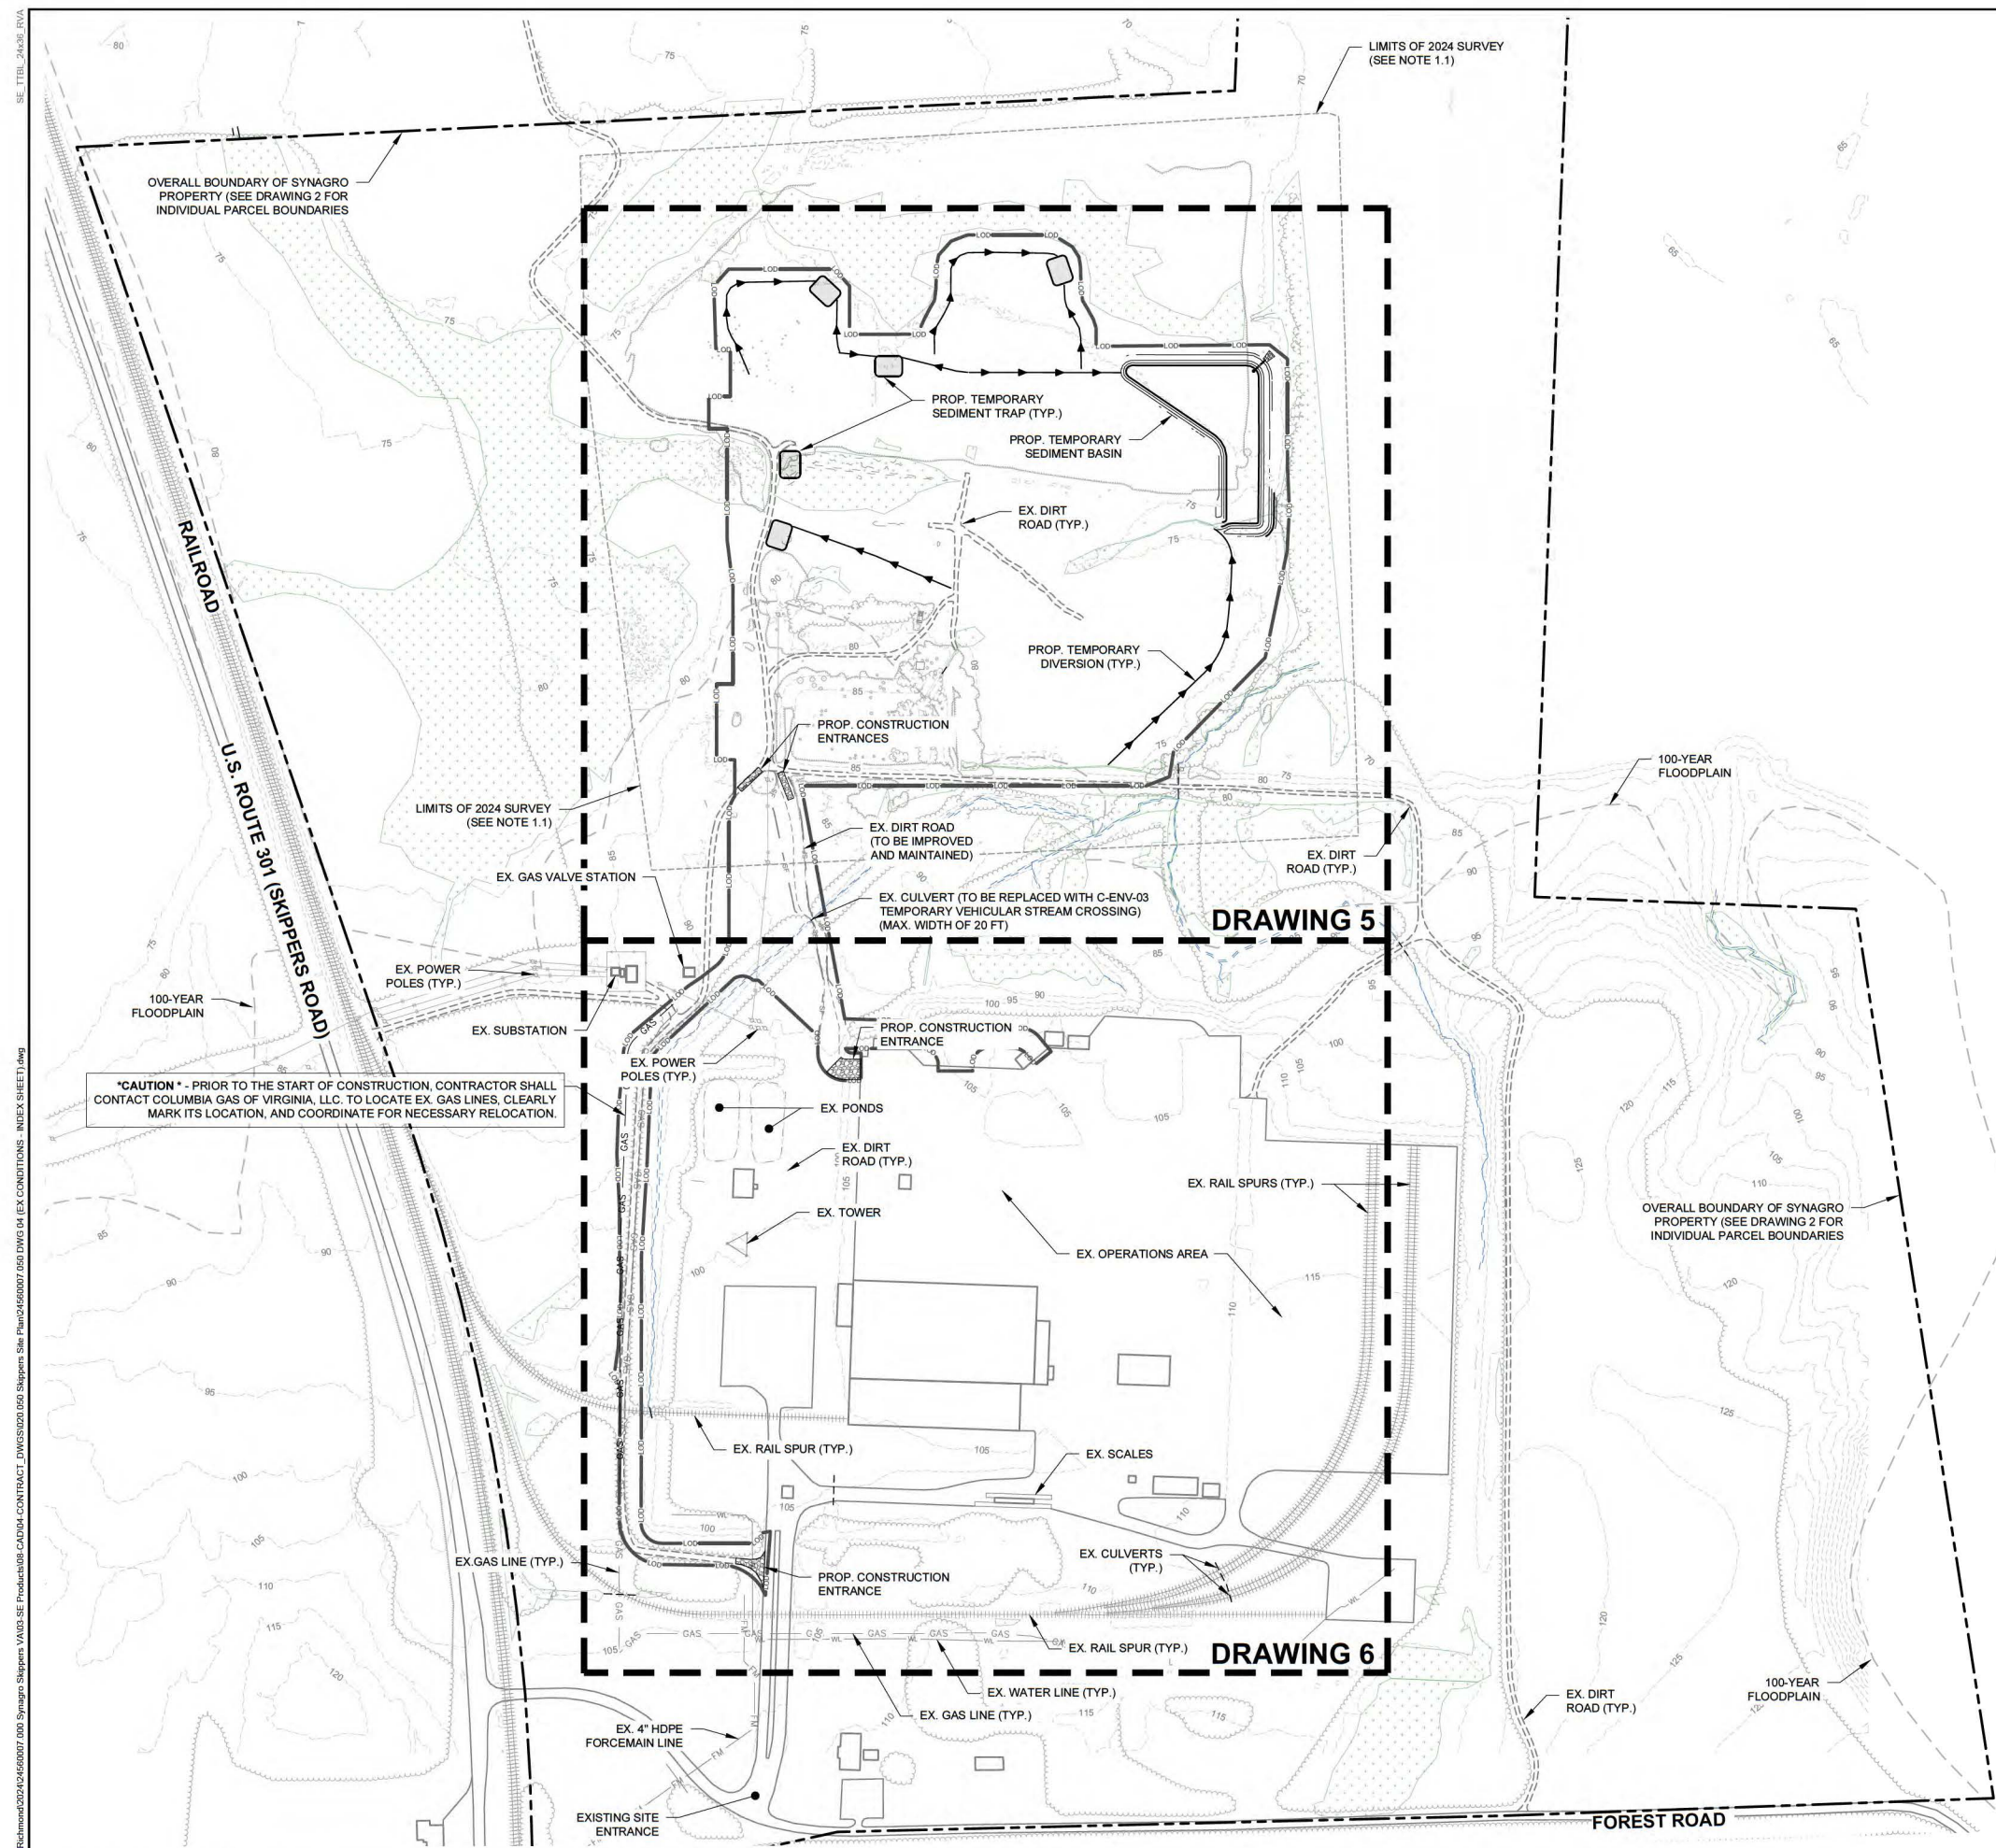 SE_TTBL_24x36_RVA
LIMITS OF 2024 SURVEY
(SEE NOTE 1.1)
OVERALL BOUNDARY OF SYNAGRO
PROPERTY (SEE DRAWING 2 FOR
INDIVIDUAL PARCEL BOUNDARIES
PROP. TEMPORARY
SEDIMENT TRAP (TYP.)
PROP. TEMPORARY
SEDIMENT BASIN
EX. DIRT
ROAD (TYP.)
RAILROAD
PROP. TEMPORARY
DIVERSION (TYP.)
PROP. CONSTRUCTION
ENTRANCES
U.S. ROUTE 301 (SKIPPERS ROAD)
100-YEAR
FLOODPLAIN
LIMITS OF 2024 SURVEY
(SEE NOTE 1.1)
EX. DIRT ROAD
(TO BE IMPROVED
AND MAINTAINED)
EX. DIRT
ROAD (TYP.)
EX. GAS VALVE STATION
EX. CULVERT (TO BE REPLACED WITH C-ENV-03
TEMPORARY VEHICULAR STREAM CROSSING)
(MAX. WIDTH OF 20 FT)
DRAWING 5
EX. POWER
POLES (TYP.)
100-YEAR
FLOODPLAIN
EX. SUBSTATION
PROP. CONSTRUCTION
ENTRANCE
EX. POWER
POLES (TYP.)
*CAUTION * - PRIOR TO THE START OF CONSTRUCTION, CONTRACTOR SHALL
CONTACT COLUMBIA GAS OF VIRGINIA, LLC. TO LOCATE EX. GAS LINES, CLEARLY
MARK ITS LOCATION, AND COORDINATE FOR NECESSARY RELOCATION.
EX. PONDS
EX. DIRT
ROAD (TYP.)
EX. RAIL SPURS (TYP.)
EX. TOWER
OVERALL BOUNDARY OF SYNAGRO
PROPERTY (SEE DRAWING 2 FOR
INDIVIDUAL PARCEL BOUNDARIES
EX. OPERATIONS AREA
EX. RAIL SPUR (TYP.)
EX. SCALES
EX.GAS LINE (TYP.)
EX. CULVERTS
(TYP.)
PROP. CONSTRUCTION
ENTRANCE
EX. RAIL SPUR (TYP.)
DRAWING 6
EX. WATER LINE (TYP.)
EX. GAS LINE (TYP.)
100-YEAR
FLOODPLAIN
EX. DIRT
ROAD (TYP.)
EX. 4" HDPE
FORCEMAIN LINE
EXISTING SITE
ENTRANCE
FOREST ROAD